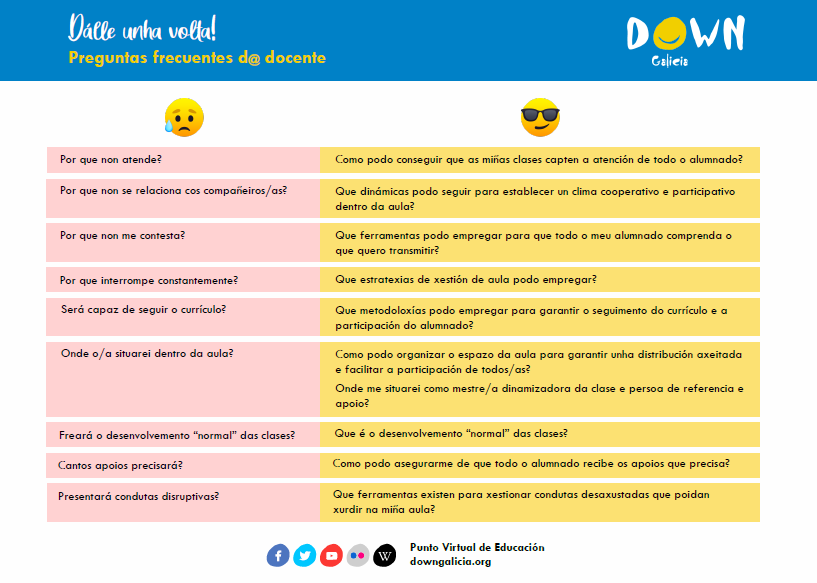 Dálle unha volta!
Preguntas frecuentes d@ docente
DOWN
Galicia
Por que non atende?
Como podo conseguir que as miñas clases capten a atención de todo o alumnado?
Por que non se relaciona cos compañeiros/as?
Que dinámicas podo seguir para establecer un clima cooperativo e participativo
dentro da aula?
Por que non me contesta?
Que ferramentas podo empregar para que todo o meu alumnado comprenda o
que quero transmitir?
Por que interrompe constantemente?
Que estratexias de xestión de aula podo empregar?
Será capaz de seguir o currículo?
Que metodoloxías podo empregar para garantir o seguimento do currículo e a
participación do alumnado?
Onde o/a situarei dentro da aula?
Como podo organizar o espazo da aula para garantir unha distribución axeitada
e facilitar a participación de todos/as?
Onde me situarei como mestre/a dinamizadora da clase e persoa de referencia e
apoio?
Freará o desenvolvemento “normal” das clases?
Que é o desenvolvemento “normal” das clases?
Cantos apoios precisará?
Como podo asegurarme de que todo o alumnado recibe os apoios que precisa?
Presentará condutas disruptivas?
Que ferramentas existen para xestionar condutas desaxustadas que poidan
xurdir na miña aula?
Punto Virtual de Educación
downgalicia.org